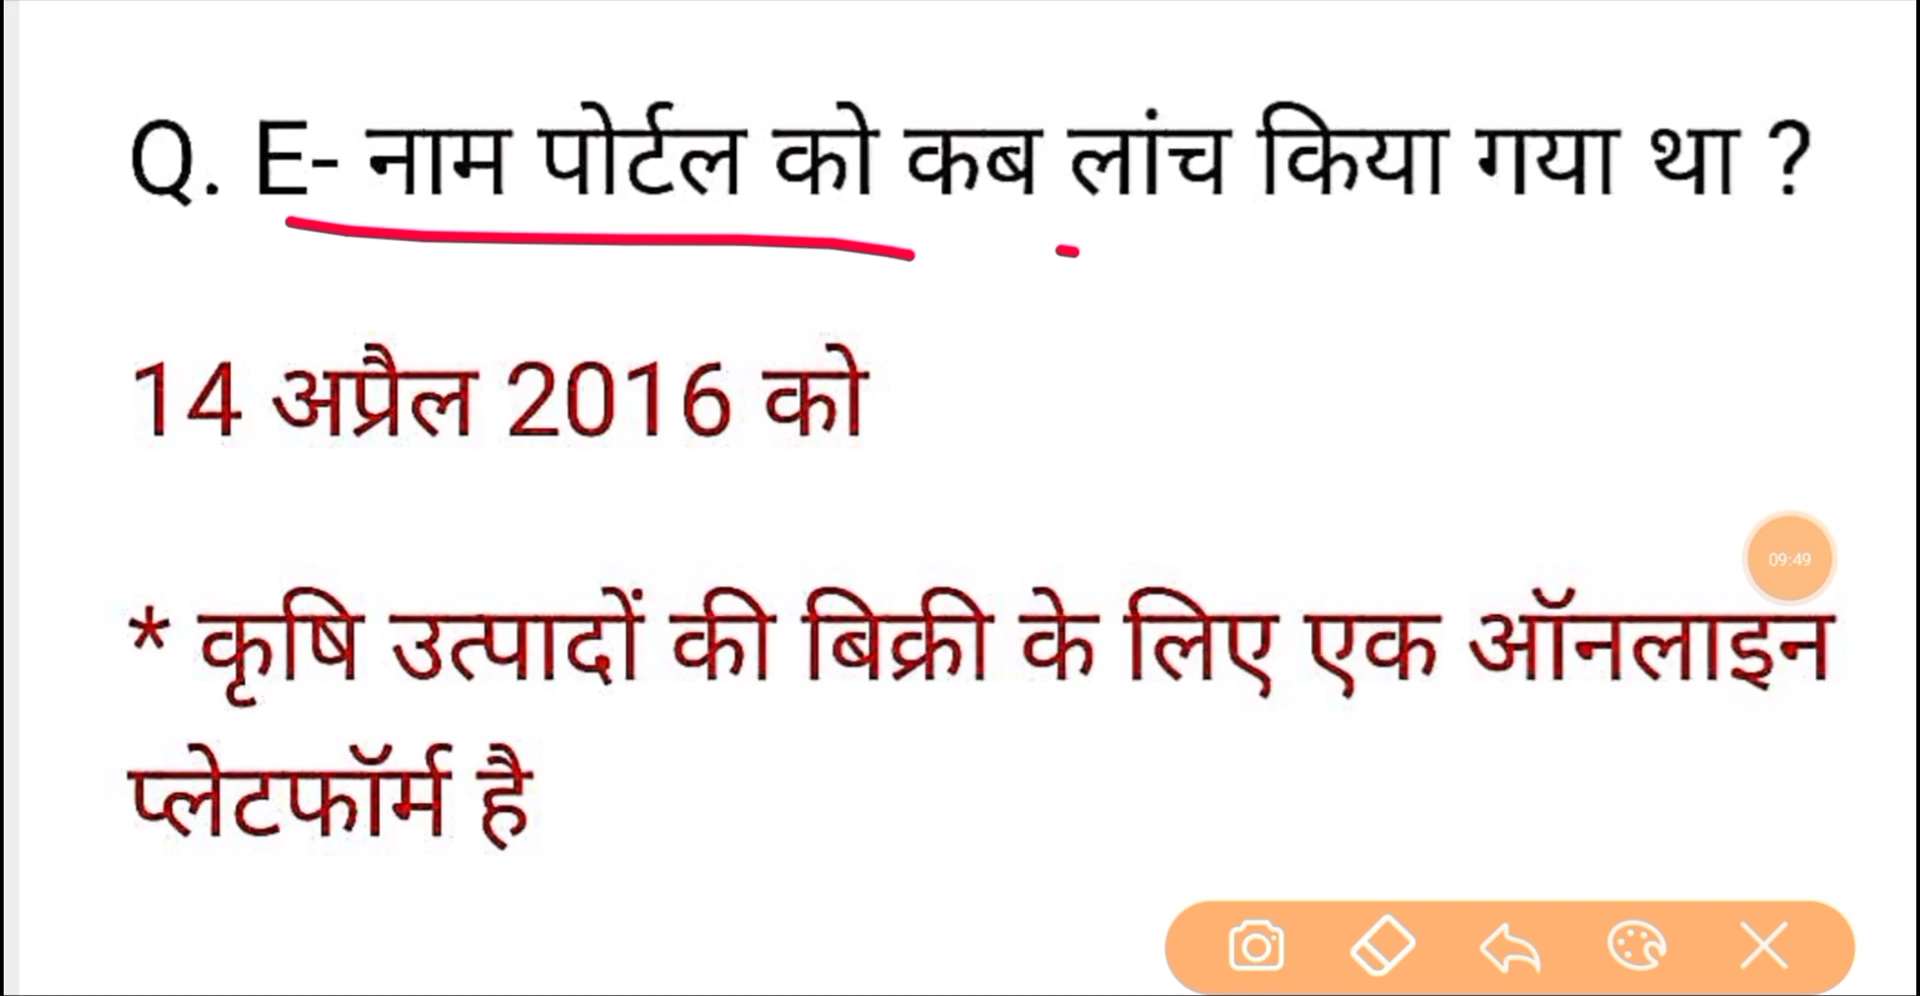 Q. E- नाम पोर्टल को कब लांच किया गया था ?
14 अप्रैल 2016 को
09:49
* कृषि उत्पादों की बिक्री के लिए एक ऑनलाइन
प्लेटफॉर्म है